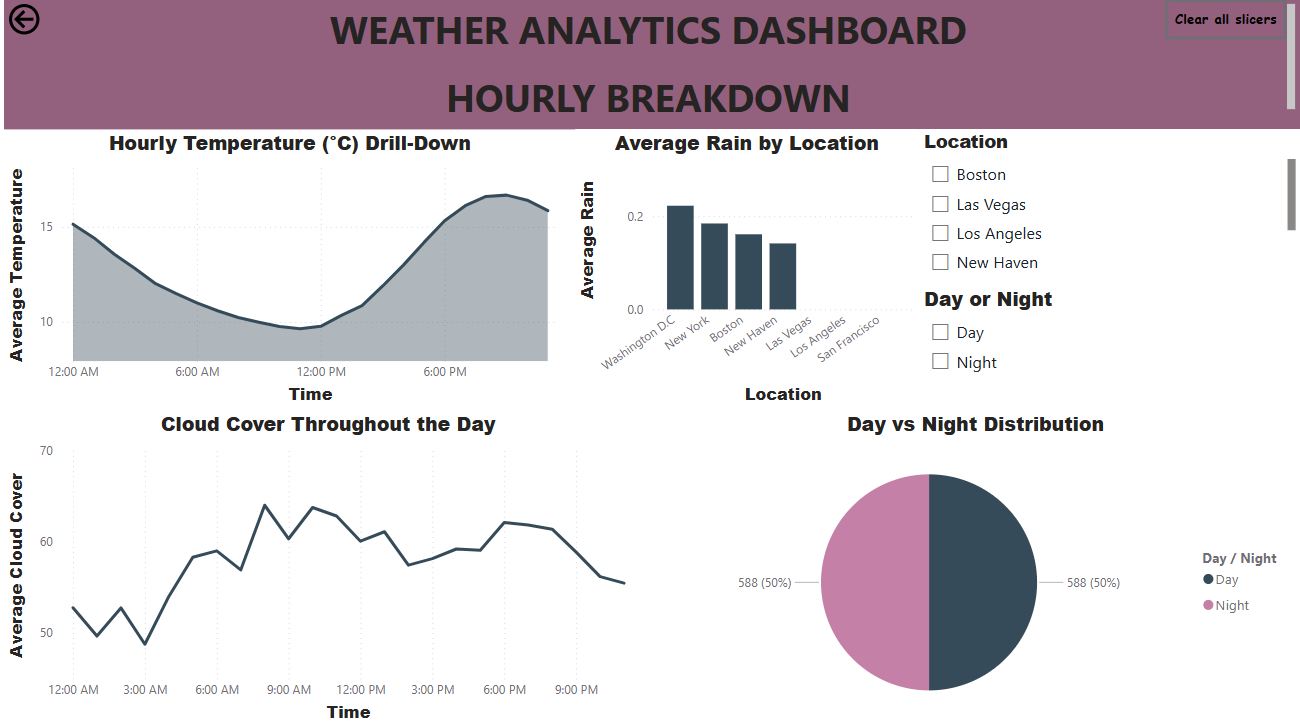 WEATHER ANALYTICS DASHBOARD
HOURLY BREAKDOWN
Clear all slicers
Hourly Temperature (°C) Drill-Down
Average Temperature
15
10
12:00 AM
6:00 AM
12:00 PM
6:00 PM
Time
Average Rain by Location
Average Rain
0.2
0.0
Washington D.C
New York
Boston
New Haven
Las Vegas
Los Angeles
San Francisco
Location
Location
Boston
Las Vegas
Los Angeles
New Haven
Day or Night
Day
Night
Cloud Cover Throughout the Day
Average Cloud Cover
70
60
50
12:00 AM
3:00 AM
6:00 AM
9:00 AM
12:00 PM
3:00 PM
6:00 PM
9:00 PM
Time
Day vs Night Distribution
588 (50%)
588 (50%)
Day / Night
Day
Night